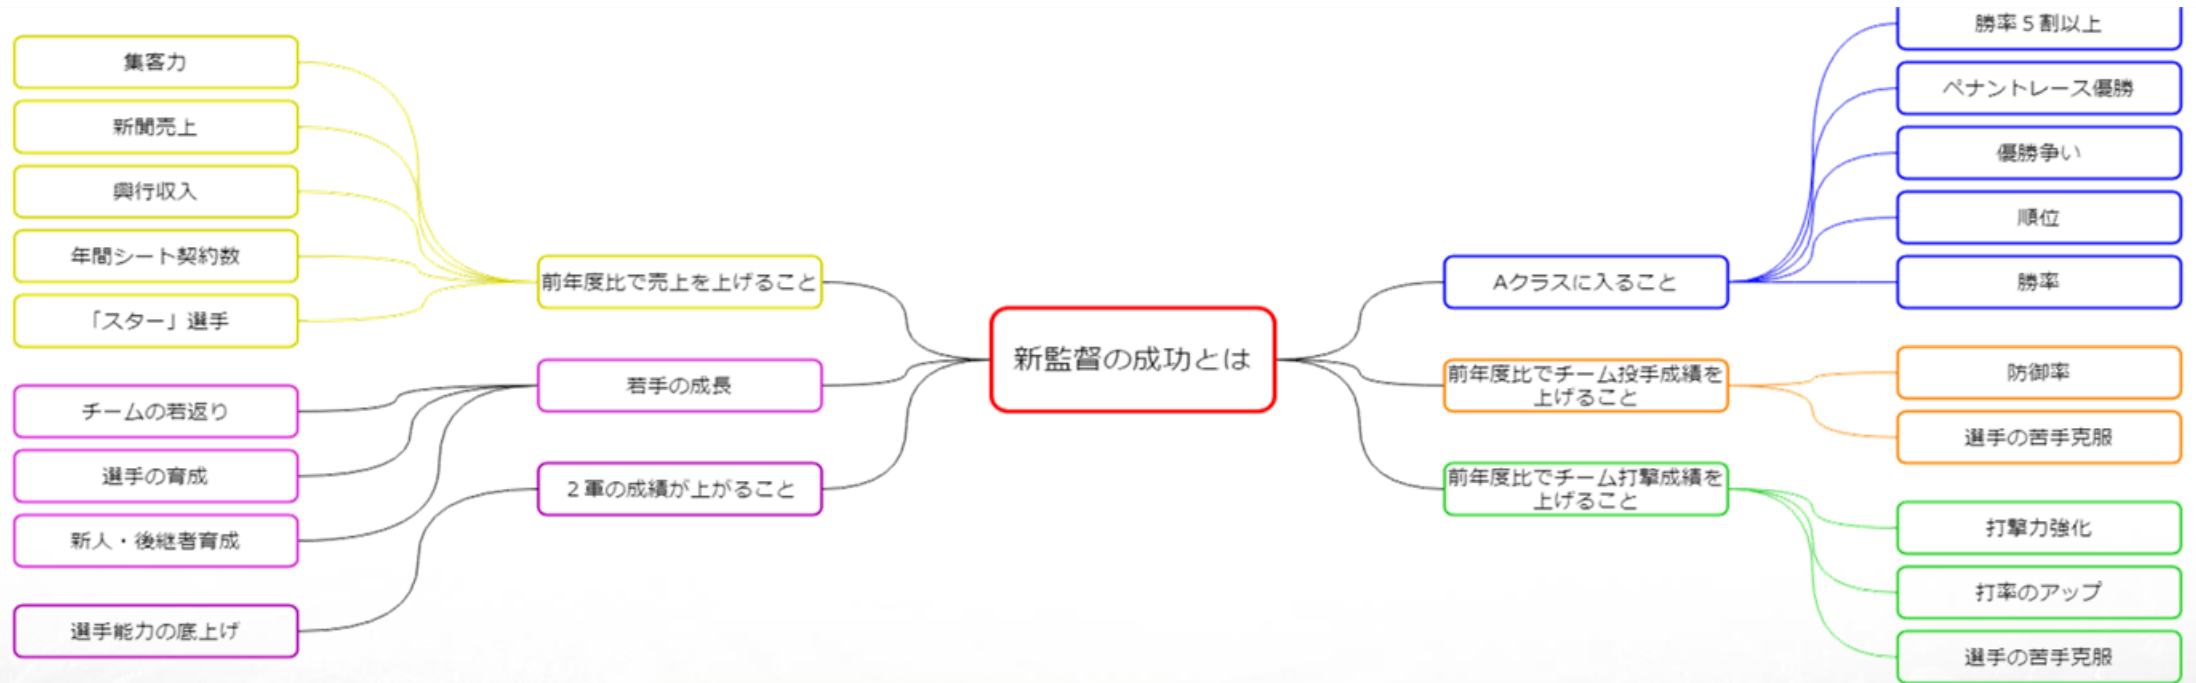 集客力
新聞売上
興行収入
年間シート契約数
「スター」選手
チームの若返り
選手の育成
新人・後継者育成
選手能力の底上げ
前年度比で売上を上げること
若手の成長
２軍の成績が上がること
新監督の成功とは
Aクラスに入ること
前年度比でチーム投手成績を
上げること
前年度比でチーム打撃成績を
上げること
勝率５割以上
ペナントレース優勝
優勝争い
順位
勝率
防御率
選手の苦手克服
打撃力強化
打率のアップ
選手の苦手克服